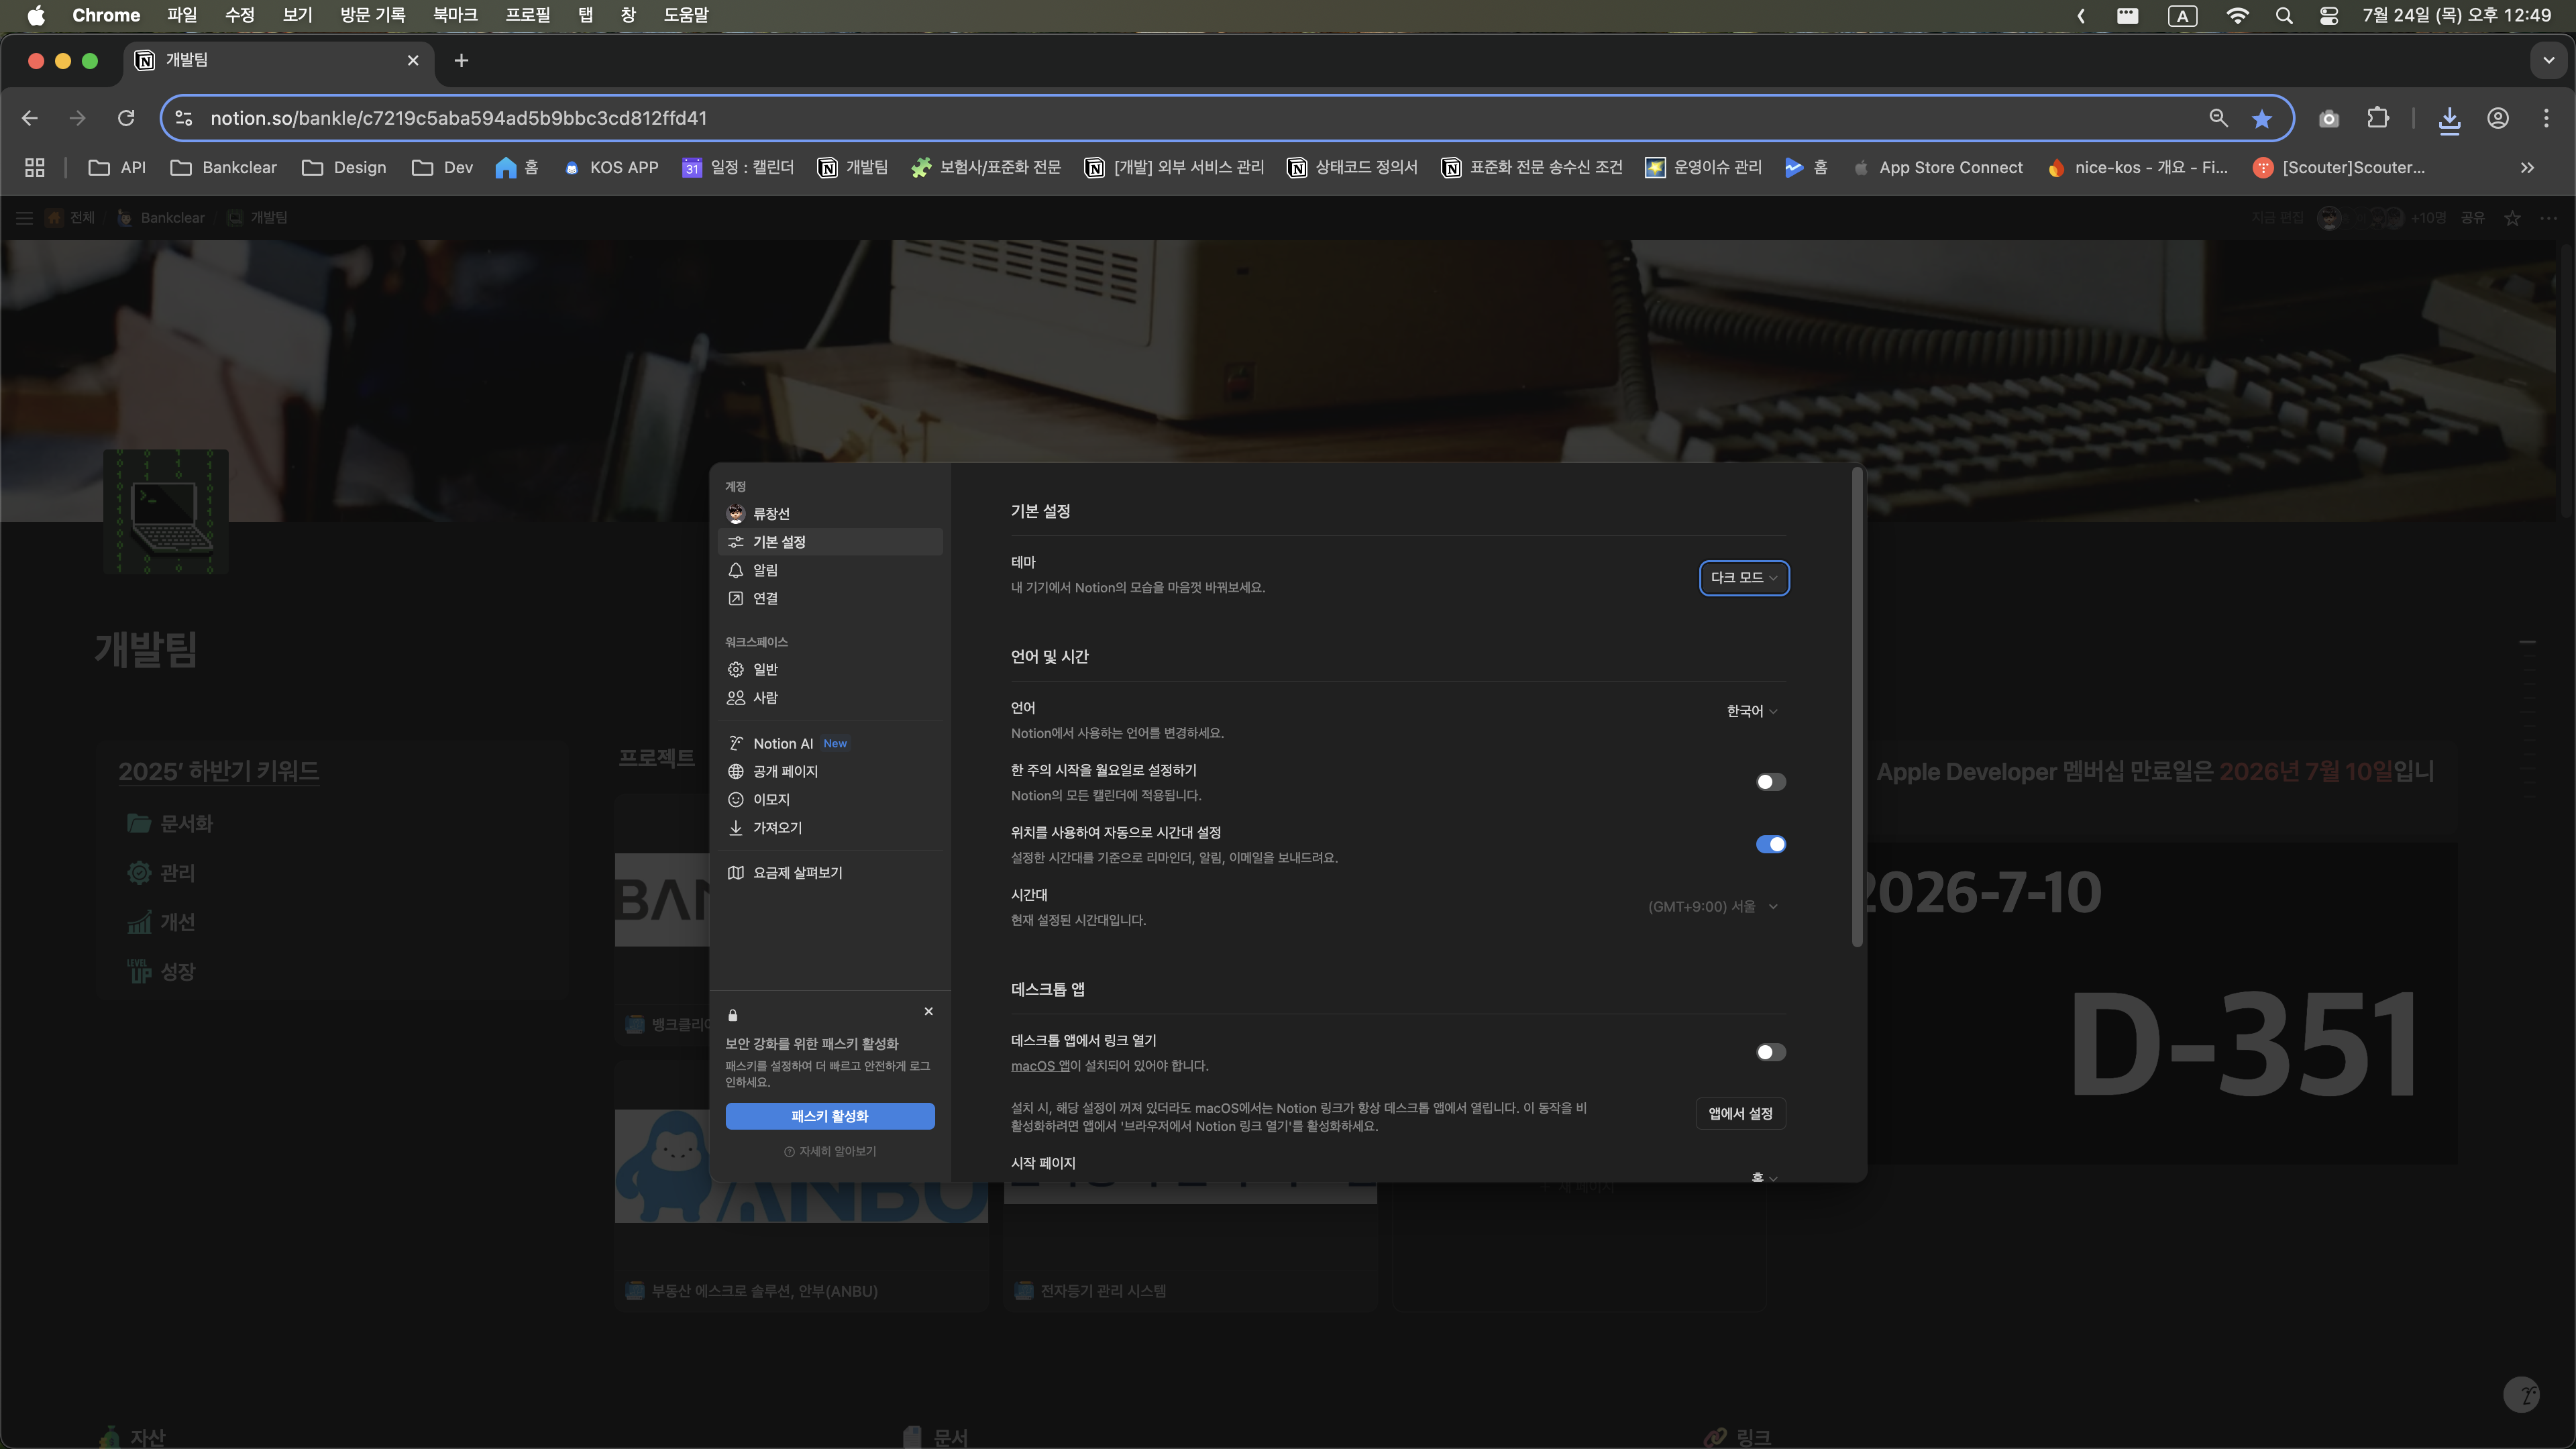 Chrome 파일 수정 보기 방문 기록 북마크 프로필 탭 창 도움말
A 7월 24일 (목) 오후 12:49
개발팀
notion.so/bankle/c7219c5aba594ad5b9bbc3cd812ffd41
API Bankclear Design Dev 홈 KOS APP 31 일정 : 캘린더 개발팀 보험사/표준화 전문 [개발] 외부 서비스 관리 상태코드 정의서 표준화 전문 송수신 조건 운영이슈 관리 홈 App Store Connect nice-kos - 개요 - Fi... [Scouter]Scouter...
전체 / Bankclear / 개발팀
지금 편집 +10명 공유
개발팀
2025’ 하반기 키워드
문서화
관리
개선
LEVEL UP 성장
프로젝트
BAN
뱅크클리어
ANBU
부동산 에스크로 솔루션, 안부(ANBU)
전자등기 관리 시스템
새 페이지
Apple Developer 멤버십 만료일은 2026년 7월 10일입니
2026-7-10
D-351
자산
문서
링크
계정
류창선
기본 설정
알림
연결
워크스페이스
일반
사람
Notion AI New
공개 페이지
이모지
가져오기
요금제 살펴보기
보안 강화를 위한 패스키 활성화
패스키를 설정하여 더 빠르고 안전하게 로그
인하세요.
패스키 활성화
자세히 알아보기
기본 설정
테마
내 기기에서 Notion의 모습을 마음껏 바꿔보세요.
다크 모드
언어 및 시간
언어
Notion에서 사용하는 언어를 변경하세요.
한국어
한 주의 시작을 월요일로 설정하기
Notion의 모든 캘린더에 적용됩니다.
위치를 사용하여 자동으로 시간대 설정
설정한 시간대를 기준으로 리마인더, 알림, 이메일을 보내드려요.
시간대
현재 설정된 시간대입니다.
(GMT+9:00) 서울
데스크톱 앱
데스크톱 앱에서 링크 열기
macOS 앱이 설치되어 있어야 합니다.
설치 시, 해당 설정이 꺼져 있더라도 macOS에서는 Notion 링크가 항상 데스크톱 앱에서 열립니다. 이 동작을 비
활성화하려면 앱에서 '브라우저에서 Notion 링크 열기'를 활성화하세요.
앱에서 설정
시작 페이지
홈